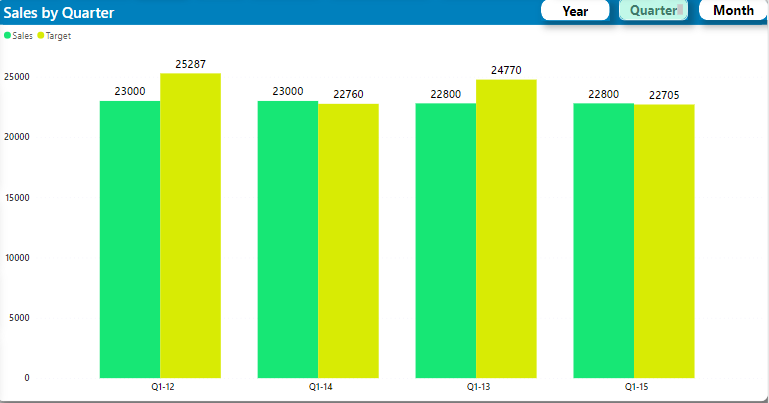 Sales by Quarter
Year
Quarter
Month
Sales Target
25000
20000
15000
10000
5000
0
23000
25287
23000
22760
22800
24770
22800
22705
Q1-12
Q1-14
Q1-13
Q1-15